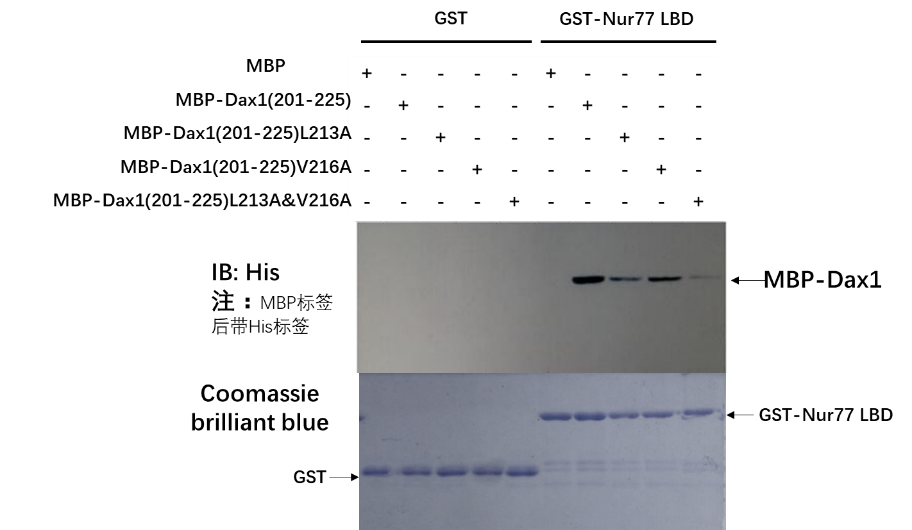 GST GST-Nur77 LBD
MBP + - - - - + - - - -
MBP-Dax1(201-225) - + - - - - + - - -
MBP-Dax1(201-225)L213A - - + - - - - + - -
MBP-Dax1(201-225)V216A - - - + - - - - + -
MBP-Dax1(201-225)L213A&V216A - - - - + - - - - +
IB: His
注：MBP标签
后带His标签
MBP-Dax1
Coomassie
brilliant blue
GST-Nur77 LBD
GST